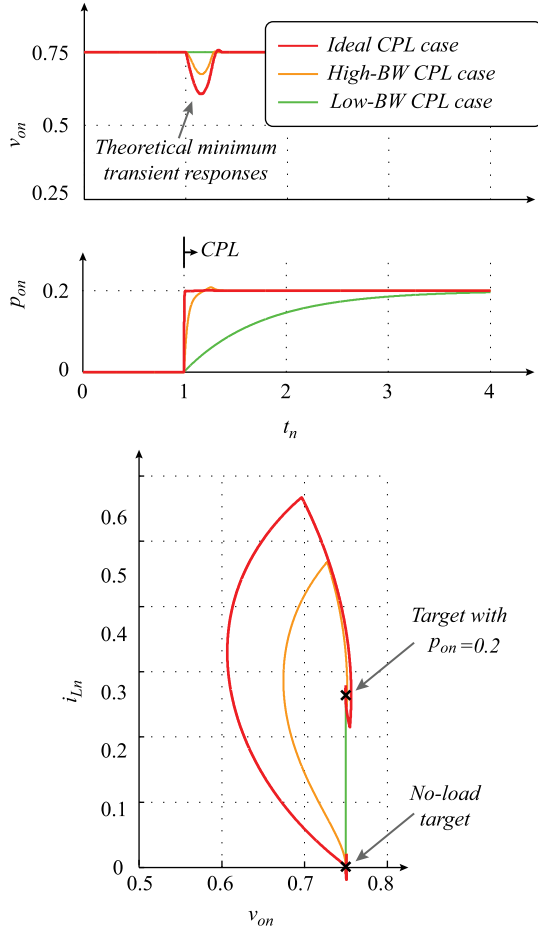 0.75
0.5
0.25
v_on
Ideal CPL case
High-BW CPL case
Low-BW CPL case
Theoretical minimum
transient responses
CPL
p_on
0.2
0
0
1
2
3
4
t_n
i_Ln
0.6
0.5
0.4
0.3
0.2
0.1
0
Target with
p_on=0.2
No-load
target
0.5
0.6
0.7
0.8
v_on